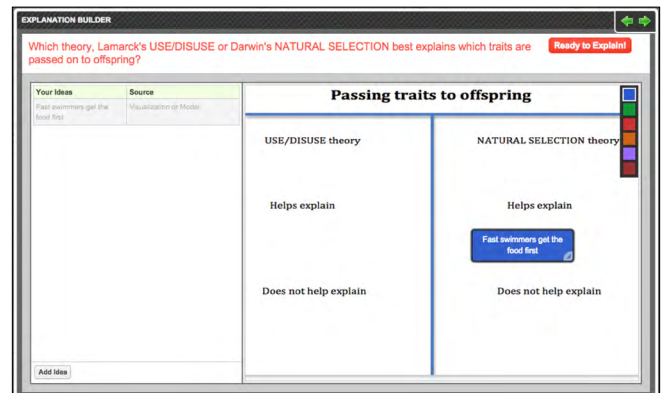 EXPLANATION BUILDER
Which theory, Lamarck's USE/DISUSE or Darwin's NATURAL SELECTION best explains which traits are
passed on to offspring?
Ready to Explain!
Your Ideas Source
Fast swimmers get the Visualization or Model
food first
Passing traits to offspring
USE/DISUSE theory NATURAL SELECTION theory
Helps explain Helps explain
Fast swimmers get the
food first
Does not help explain Does not help explain
Add Idea